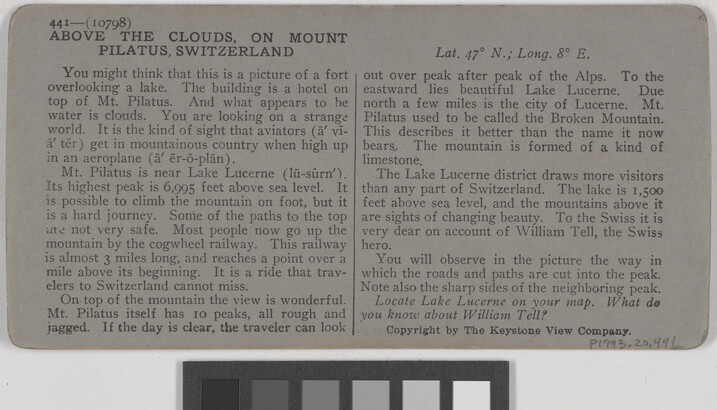 441—(10798)
ABOVE THE CLOUDS, ON MOUNT
PILATUS, SWITZERLAND
You might think that this is a picture of a fort
overlooking a lake. The building is a hotel on
top of Mt. Pilatus. And what appears to be
water is clouds. You are looking on a strange
world. It is the kind of sight that aviators (ā′ vĭ-
ā′ tẽr) get in mountainous country when high up
in an aeroplane (ā′ ẽr-ō-plān).
Mt. Pilatus is near Lake Lucerne (lū-sûrn′).
Its highest peak is 6,995 feet above sea level. It
is possible to climb the mountain on foot, but it
is a hard journey. Some of the paths to the top
are not very safe. Most people now go up the
mountain by the cogwheel railway. This railway
is almost 3 miles long, and reaches a point over a
mile above its beginning. It is a ride that trav-
elers to Switzerland cannot miss.
On top of the mountain the view is wonderful.
Mt. Pilatus itself has 10 peaks, all rough and
jagged. If the day is clear, the traveler can look
Lat. 47° N.; Long. 8° E.
out over peak after peak of the Alps. To the
eastward lies beautiful Lake Lucerne. Due
north a few miles is the city of Lucerne. Mt.
Pilatus used to be called the Broken Mountain.
This describes it better than the name it now
bears. The mountain is formed of a kind of
limestone.
The Lake Lucerne district draws more visitors
than any part of Switzerland. The lake is 1,500
feet above sea level, and the mountains above it
are sights of changing beauty. To the Swiss it is
very dear on account of William Tell, the Swiss
hero.
You will observe in the picture the way in
which the roads and paths are cut into the peak.
Note also the sharp sides of the neighboring peak.
Locate Lake Lucerne on your map. What do
you know about William Tell?
Copyright by The Keystone View Company.
P1993.20.441